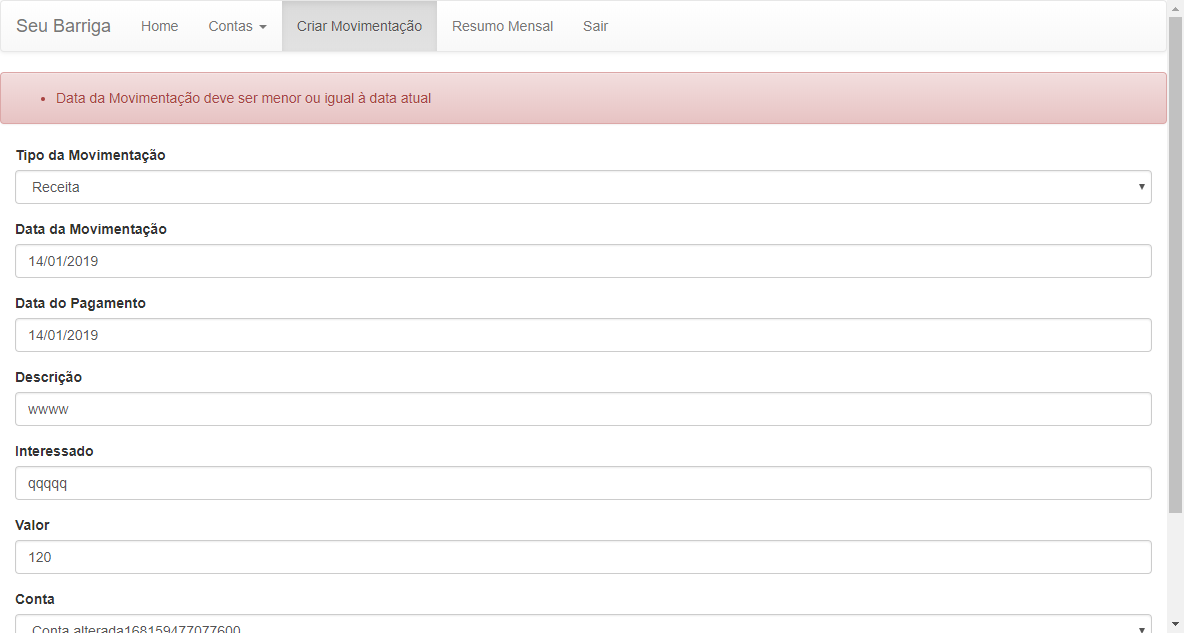 Seu Barriga Home Contas Criar Movimentação Resumo Mensal Sair
Data da Movimentação deve ser menor ou igual à data atual
Tipo da Movimentação
Receita
Data da Movimentação
14/01/2019
Data do Pagamento
14/01/2019
Descrição
wwww
Interessado
qqqqq
Valor
120
Conta
Conta alterada168159477077600